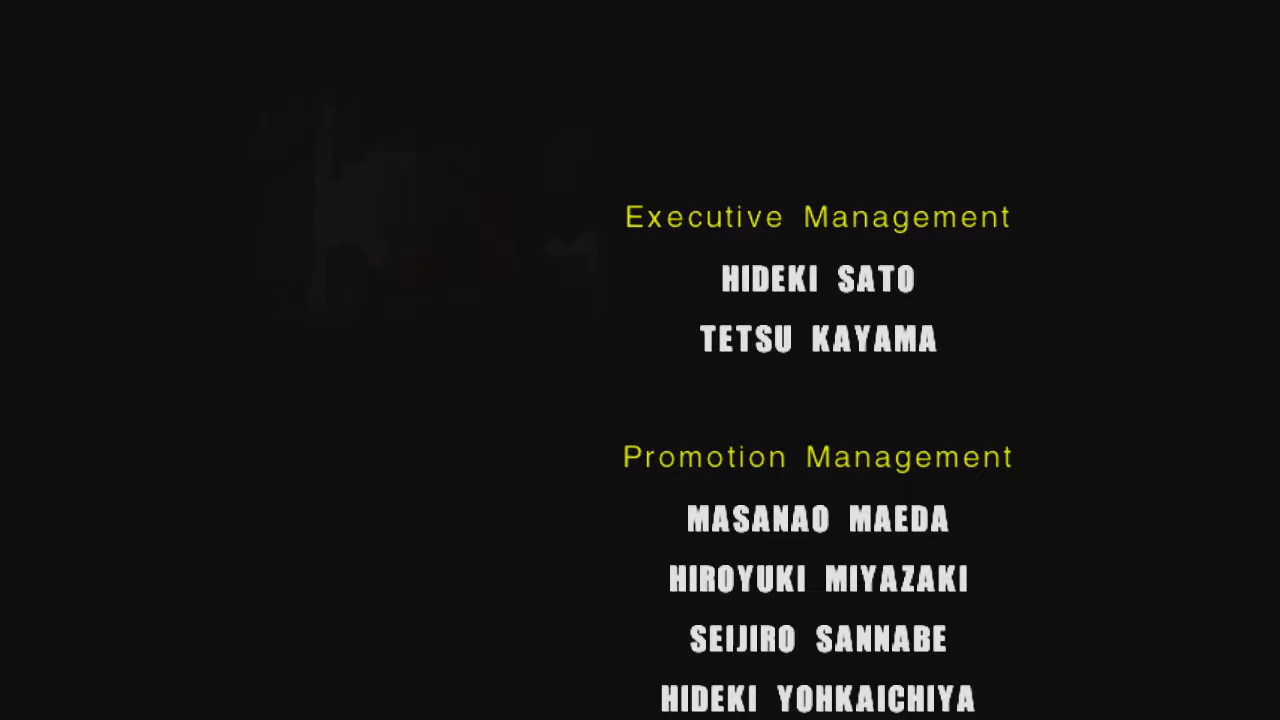 Executive Management
HIDEKI SATO
TETSU KAYAMA
Promotion Management
MASANAO MAEDA
HIROYUKI MIYAZAKI
SEIJIRO SANNABE
HIDEKI YOHKAICHIYA